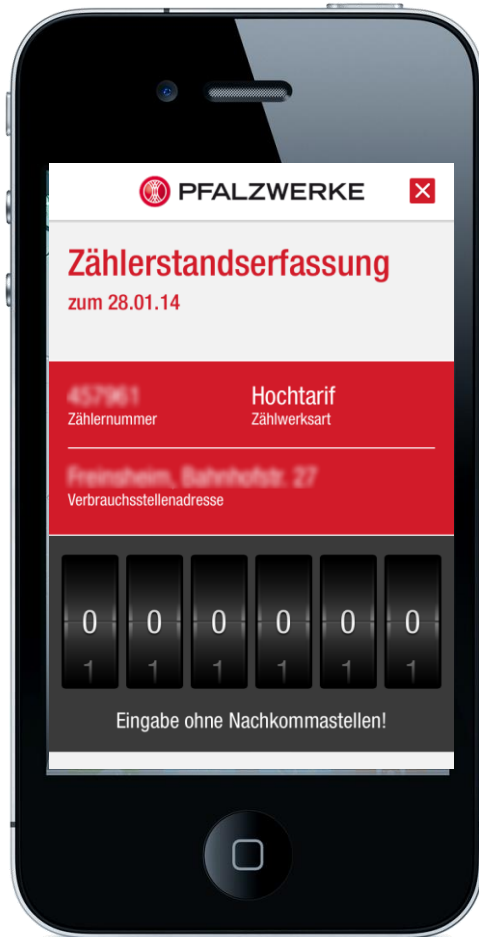 PFALZWERKE
Zählerstandserfassung
zum 28.01.14
Hochtarif
Zählernummer Zählwerksart
Verbrauchsstellenadresse
0 0 0 0 0 0
1 1 1 1 1 1
Eingabe ohne Nachkommastellen!